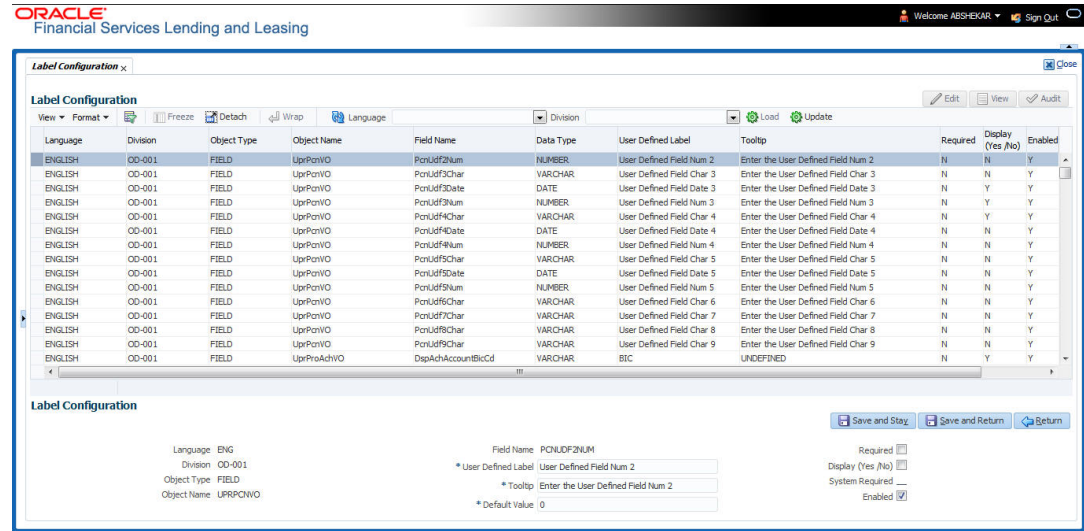 ORACLE
Financial Services Lending and Leasing
Welcome ABSHEKAR Sign Out
Label Configuration x
Close
Label Configuration
Edit View Audit
View Format Freeze Detach Wrap Language Division Load Update
Language Division Object Type Object Name Field Name Data Type User Defined Label Tooltip Required Display (Yes /No) Enabled
ENGLISH OD-001 FIELD UprPcnVO PcnUdf2Num NUMBER User Defined Field Num 2 Enter the User Defined Field Num 2 N N Y
ENGLISH OD-001 FIELD UprPcnVO PcnUdf3Char VARCHAR User Defined Field Char 3 Enter the User Defined Field Char 3 N N Y
ENGLISH OD-001 FIELD UprPcnVO PcnUdf3Date DATE User Defined Field Date 3 Enter the User Defined Field Date 3 N Y Y
ENGLISH OD-001 FIELD UprPcnVO PcnUdf3Num NUMBER User Defined Field Num 3 Enter the User Defined Field Num 3 N Y Y
ENGLISH OD-001 FIELD UprPcnVO PcnUdf4Char VARCHAR User Defined Field Char 4 Enter the User Defined Field Char 4 N Y Y
ENGLISH OD-001 FIELD UprPcnVO PcnUdf4Date DATE User Defined Field Date 4 Enter the User Defined Field Date 4 N N Y
ENGLISH OD-001 FIELD UprPcnVO PcnUdf4Num NUMBER User Defined Field Num 4 Enter the User Defined Field Num 4 N N Y
ENGLISH OD-001 FIELD UprPcnVO PcnUdf5Char VARCHAR User Defined Field Char 5 Enter the User Defined Field Char 5 N N Y
ENGLISH OD-001 FIELD UprPcnVO PcnUdf5Date DATE User Defined Field Date 5 Enter the User Defined Field Date 5 N N Y
ENGLISH OD-001 FIELD UprPcnVO PcnUdf5Num NUMBER User Defined Field Num 5 Enter the User Defined Field Num 5 N N Y
ENGLISH OD-001 FIELD UprPcnVO PcnUdf6Char VARCHAR User Defined Field Char 6 Enter the User Defined Field Char 6 N N Y
ENGLISH OD-001 FIELD UprPcnVO PcnUdf7Char VARCHAR User Defined Field Char 7 Enter the User Defined Field Char 7 N N Y
ENGLISH OD-001 FIELD UprPcnVO PcnUdf8Char VARCHAR User Defined Field Char 8 Enter the User Defined Field Char 8 N N Y
ENGLISH OD-001 FIELD UprPcnVO PcnUdf9Char VARCHAR User Defined Field Char 9 Enter the User Defined Field Char 9 N N Y
ENGLISH OD-001 FIELD UprProAchVO DspAchAccountBicCd VARCHAR BIC UNDEFINED N Y Y
Label Configuration
Save and Stay Save and Return Return
Language ENG Field Name PCNUDF2NUM Required
Division OD-001 * User Defined Label User Defined Field Num 2 Display (Yes /No)
Object Type FIELD * Tooltip Enter the User Defined Field Num 2 System Required
Object Name UPRPCNVO * Default Value 0 Enabled